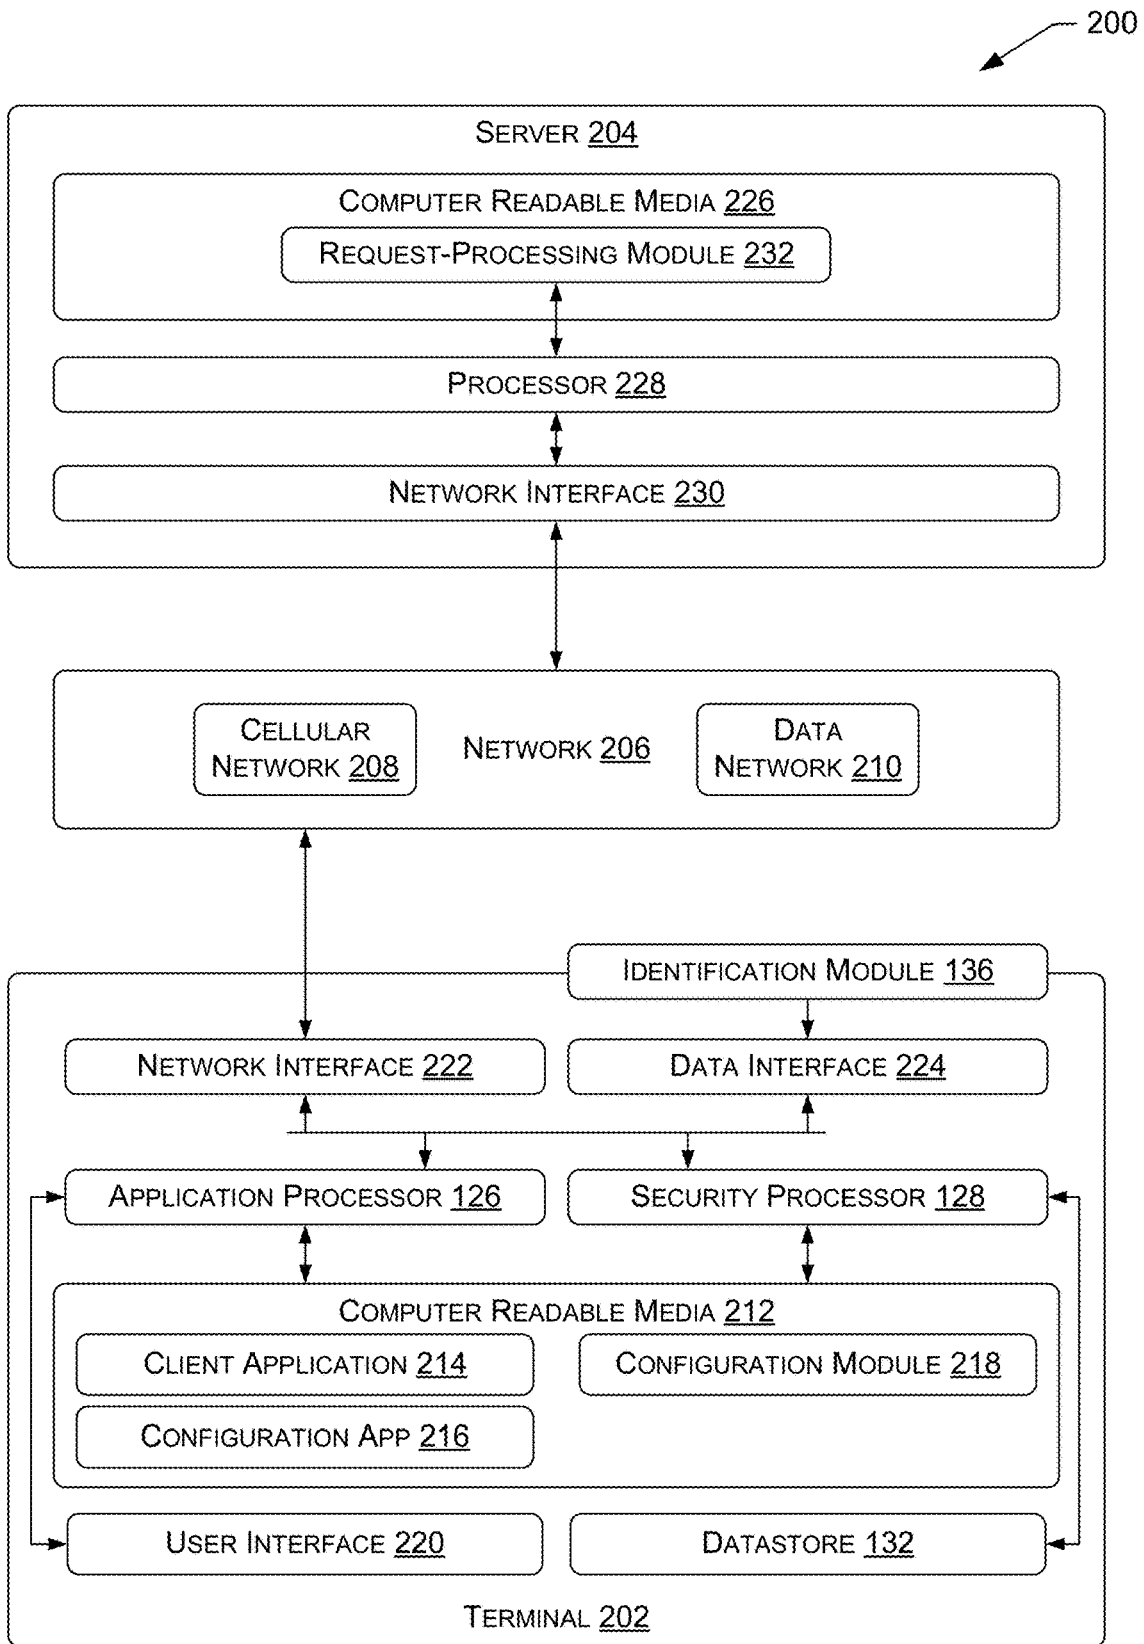 200
SERVER 204
COMPUTER READABLE MEDIA 226
REQUEST-PROCESSING MODULE 232
PROCESSOR 228
NETWORK INTERFACE 230
CELLULAR
NETWORK 208
NETWORK 206
DATA
NETWORK 210
IDENTIFICATION MODULE 136
NETWORK INTERFACE 222
DATA INTERFACE 224
APPLICATION PROCESSOR 126
SECURITY PROCESSOR 128
COMPUTER READABLE MEDIA 212
CLIENT APPLICATION 214
CONFIGURATION MODULE 218
CONFIGURATION APP 216
USER INTERFACE 220
DATASTORE 132
TERMINAL 202